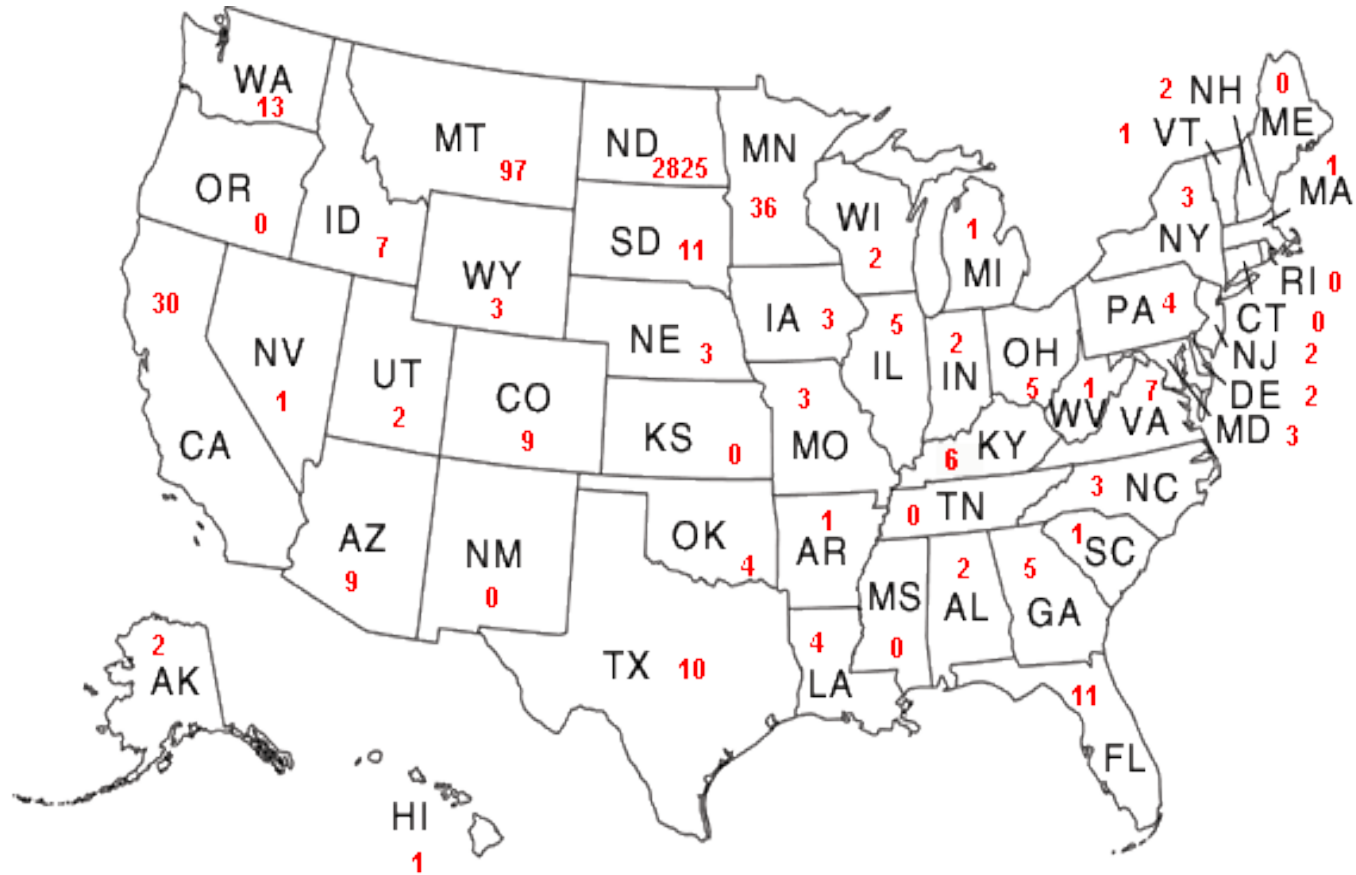 WA
13
MT
97
ND
2825
MN
36
OR
0
ID
7
WY
3
SD 11
WI
2
1
MI
2 NH
1 VT
0
ME
1
MA
3
NY
RI 0
CT 0
NJ 2
DE 2
MD 3
PA 4
30
CA
NV
1
UT
2
CO
9
NE 3
IA 3
5
IL
2
IN
OH
5
1
WV
7
VA
KS 0
3
MO
6 KY
3 NC
0 TN
1
SC
AZ
9
NM
0
OK
4
1
AR
MS
0
2
AL
5
GA
2
AK
TX 10
4
LA
11
FL
HI
1